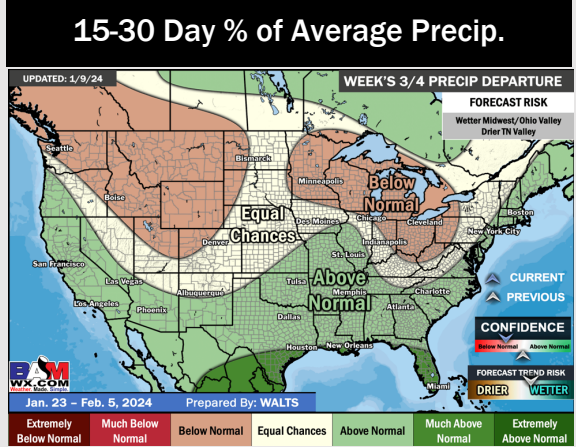 15-30 Day % of Average Precip.
UPDATED: 1/9/24
WEEK'S 3/4 PRECIP DEPARTURE
FORECAST RISK
Wetter Midwest/Ohio Valley
Drier TN Valley
Seattle
Bismarck
Minneapolis
Below
Normal
Boise
Boston
Equal
Chances
Des Moines
Chicago
Cleveland
New York City
Denver
Indianapolis
San Francisco
St. Louis
Las Vegas
Albuquerque
Tulsa
Above
Normal
Memphis
Charlotte
CURRENT
PREVIOUS
Los Angeles
Phoenix
Dallas
Atlanta
CONFIDENCE
Below Normal
Above Normal
Houston
New Orleans
FORECAST TREND RISK
DRIER
WETTER
Miami
BAM
WX.COM
Weather. Made. Simple.
Jan. 23 – Feb. 5, 2024
Prepared By: WALTS
Extremely
Below Normal
Much Below
Normal
Below Normal
Equal Chances
Above Normal
Much Above
Normal
Extremely
Above Normal